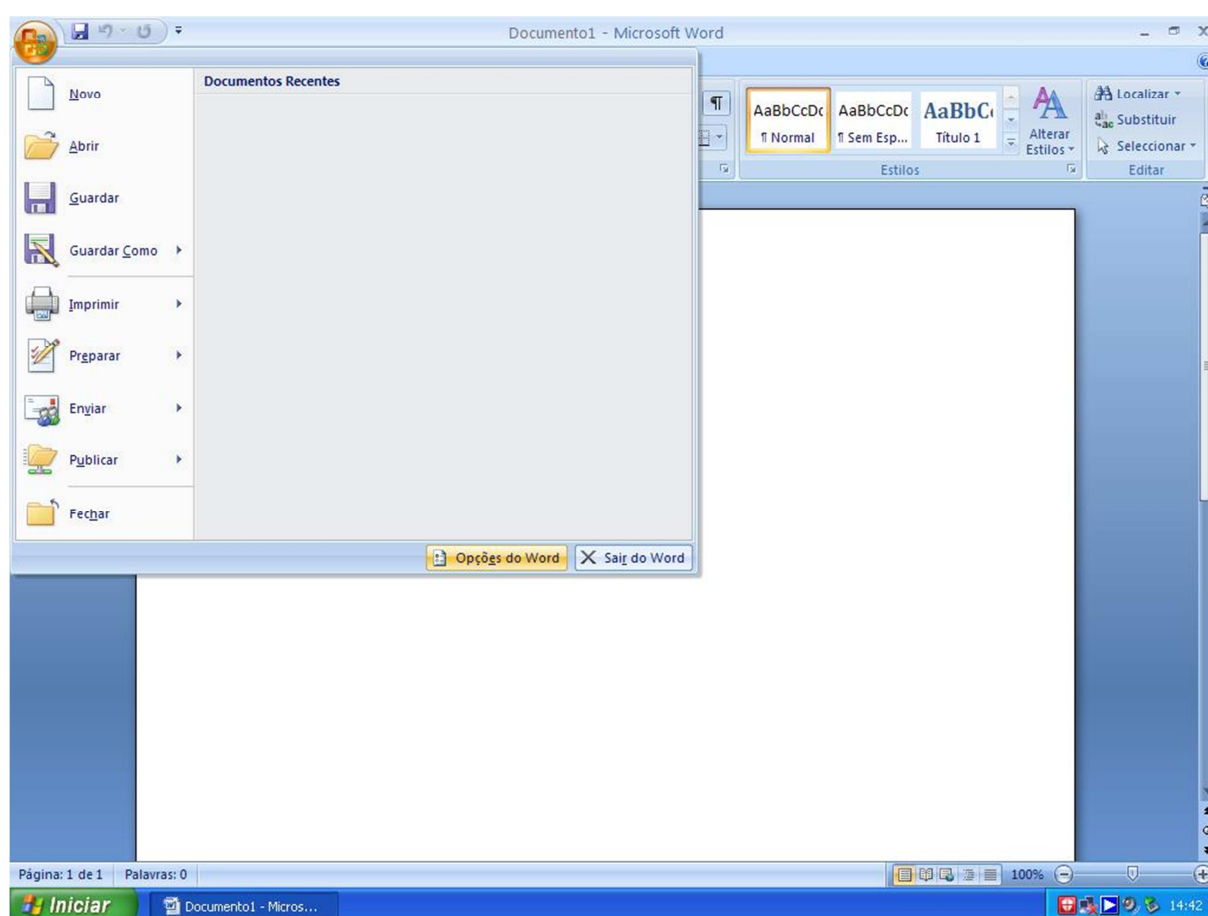 Documento1 - Microsoft Word
Documentos Recentes
Novo
Abrir
Guardar
Guardar Como
Imprimir
Preparar
Enviar
Publicar
Fechar
Opções do Word
Sair do Word
¶
AaBbCcDc
¶ Normal
AaBbCcDc
¶ Sem Esp...
AaBbC
Título 1
Alterar
Estilos
Estilos
Localizar
Substituir
Seleccionar
Editar
Página: 1 de 1
Palavras: 0
100%
Iniciar
Documento1 - Micros...
14:42